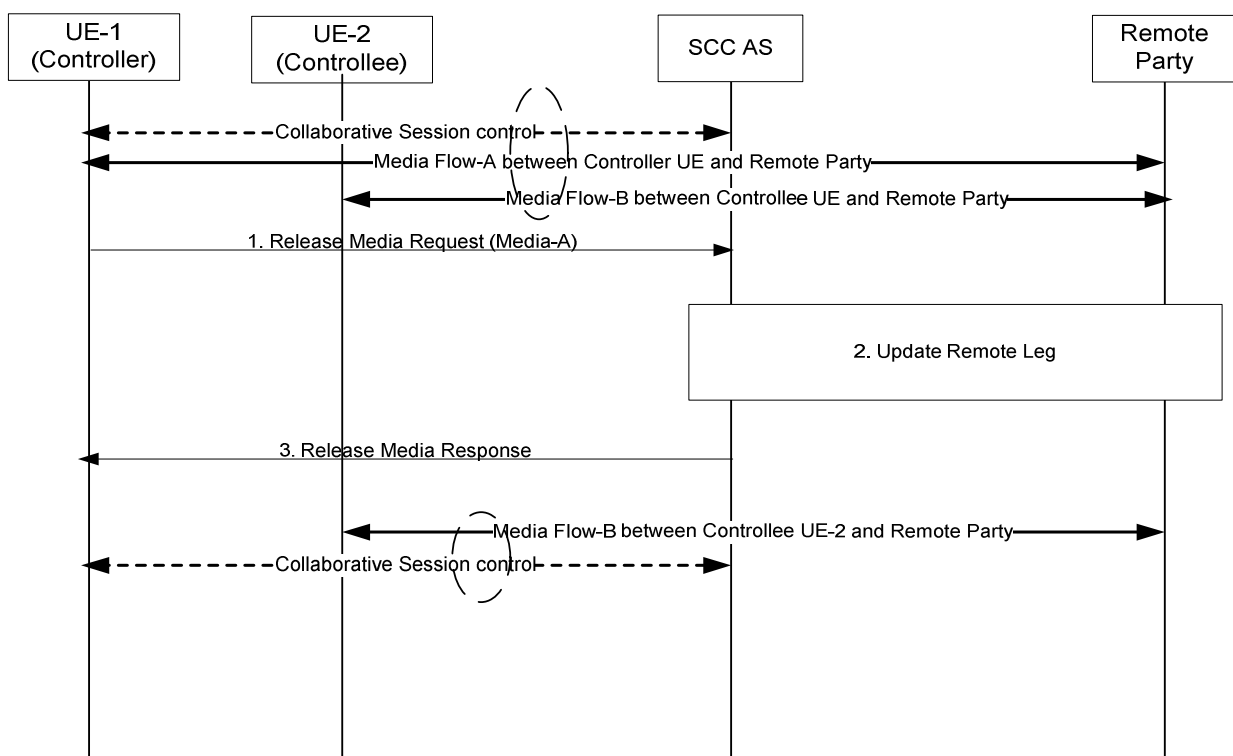 UE-1
(Controller)
UE-2
(Controllee)
SCC AS
Remote
Party
Collaborative Session control
Media Flow-A between Controller UE and Remote Party
Media Flow-B between Controllee UE and Remote Party
1. Release Media Request (Media-A)
2. Update Remote Leg
3. Release Media Response
Media Flow-B between Controllee UE-2 and Remote Party
Collaborative Session control